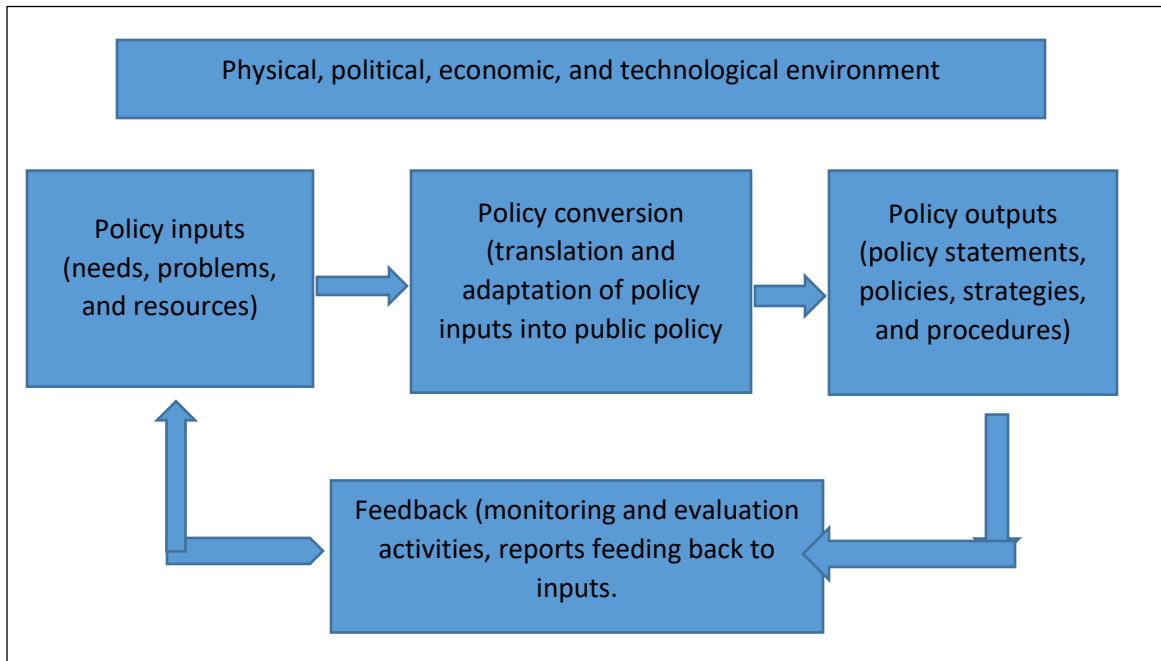 Physical, political, economic, and technological environment
Policy inputs
(needs, problems,
and resources)
Policy conversion
(translation and
adaptation of policy
inputs into public policy
Policy outputs
(policy statements,
policies, strategies,
and procedures)
Feedback (monitoring and evaluation
activities, reports feeding back to
inputs.